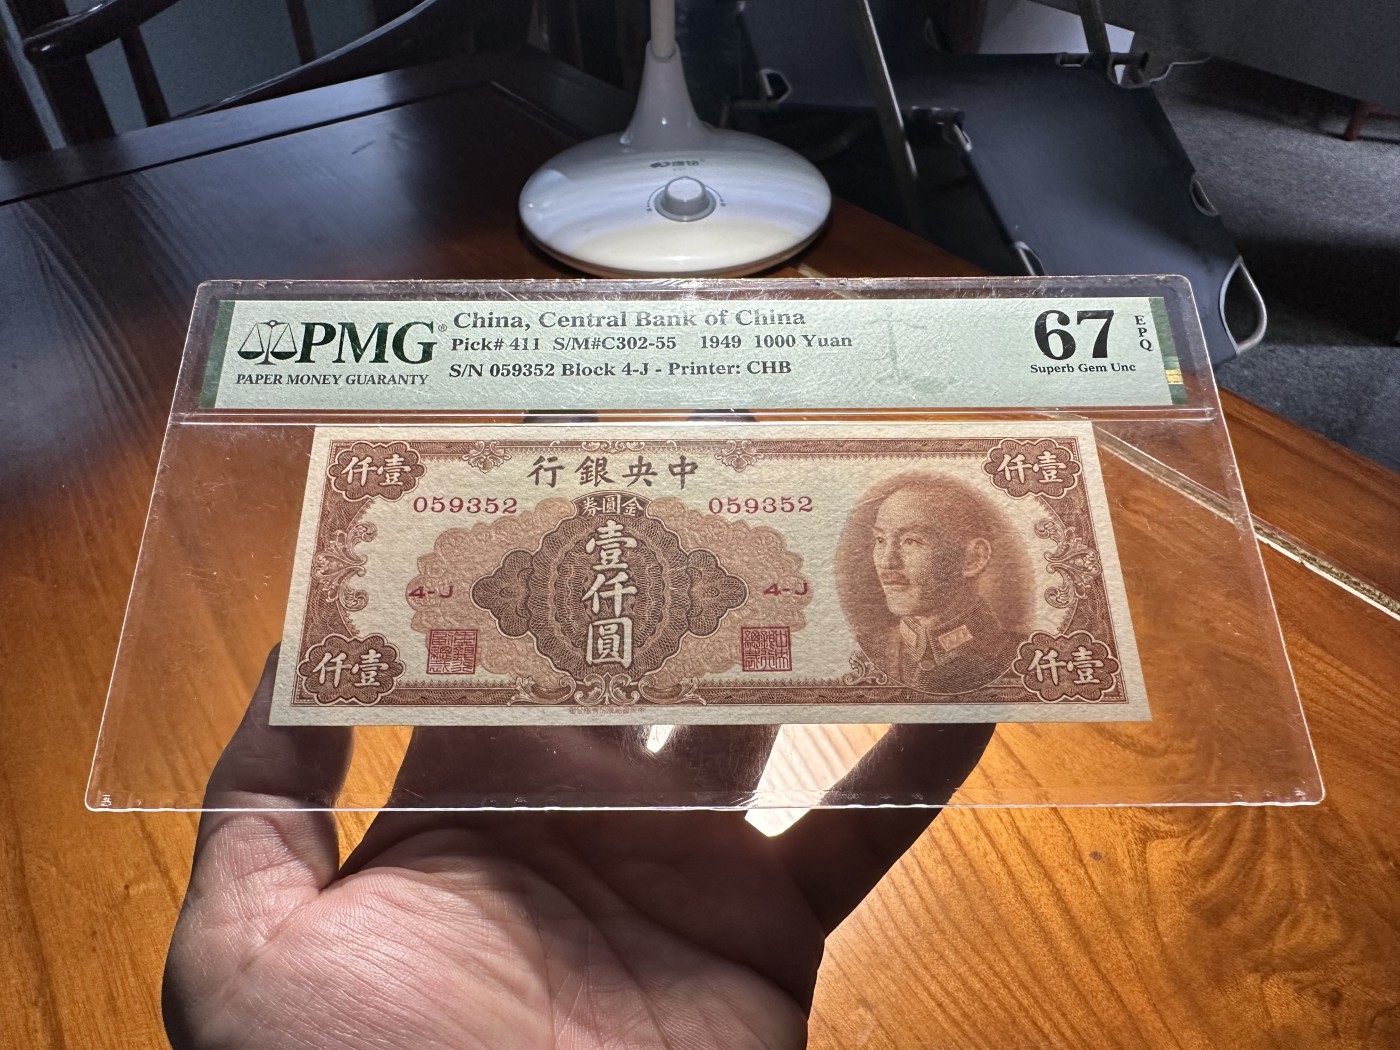 德信
PMG®
PAPER MONEY GUARANTY
China, Central Bank of China
Pick# 411 S/M#C302-55 1949 1000 Yuan
S/N 059352 Block 4-J - Printer: CHB
67
EPQ
Superb Gem Unc
仟壹
行銀央中
仟壹
059352
券圓金
059352
壹仟圓
4-J
4-J
仟壹
仟壹